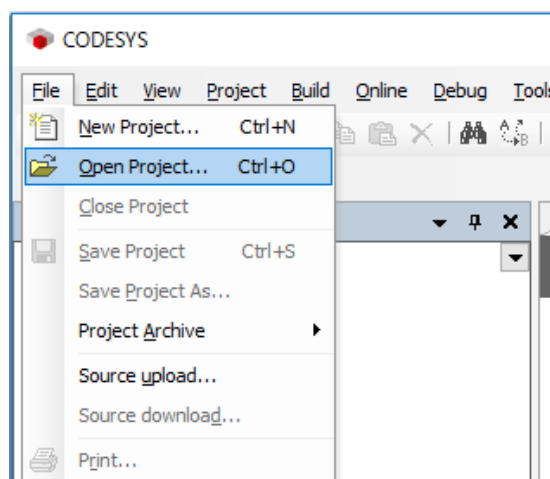 CODESYS
File Edit View Project Build Online Debug Tools
New Project... Ctrl+N
Open Project... Ctrl+O
Close Project
Save Project Ctrl+S
Save Project As...
Project Archive
Source upload...
Source download...
Print...